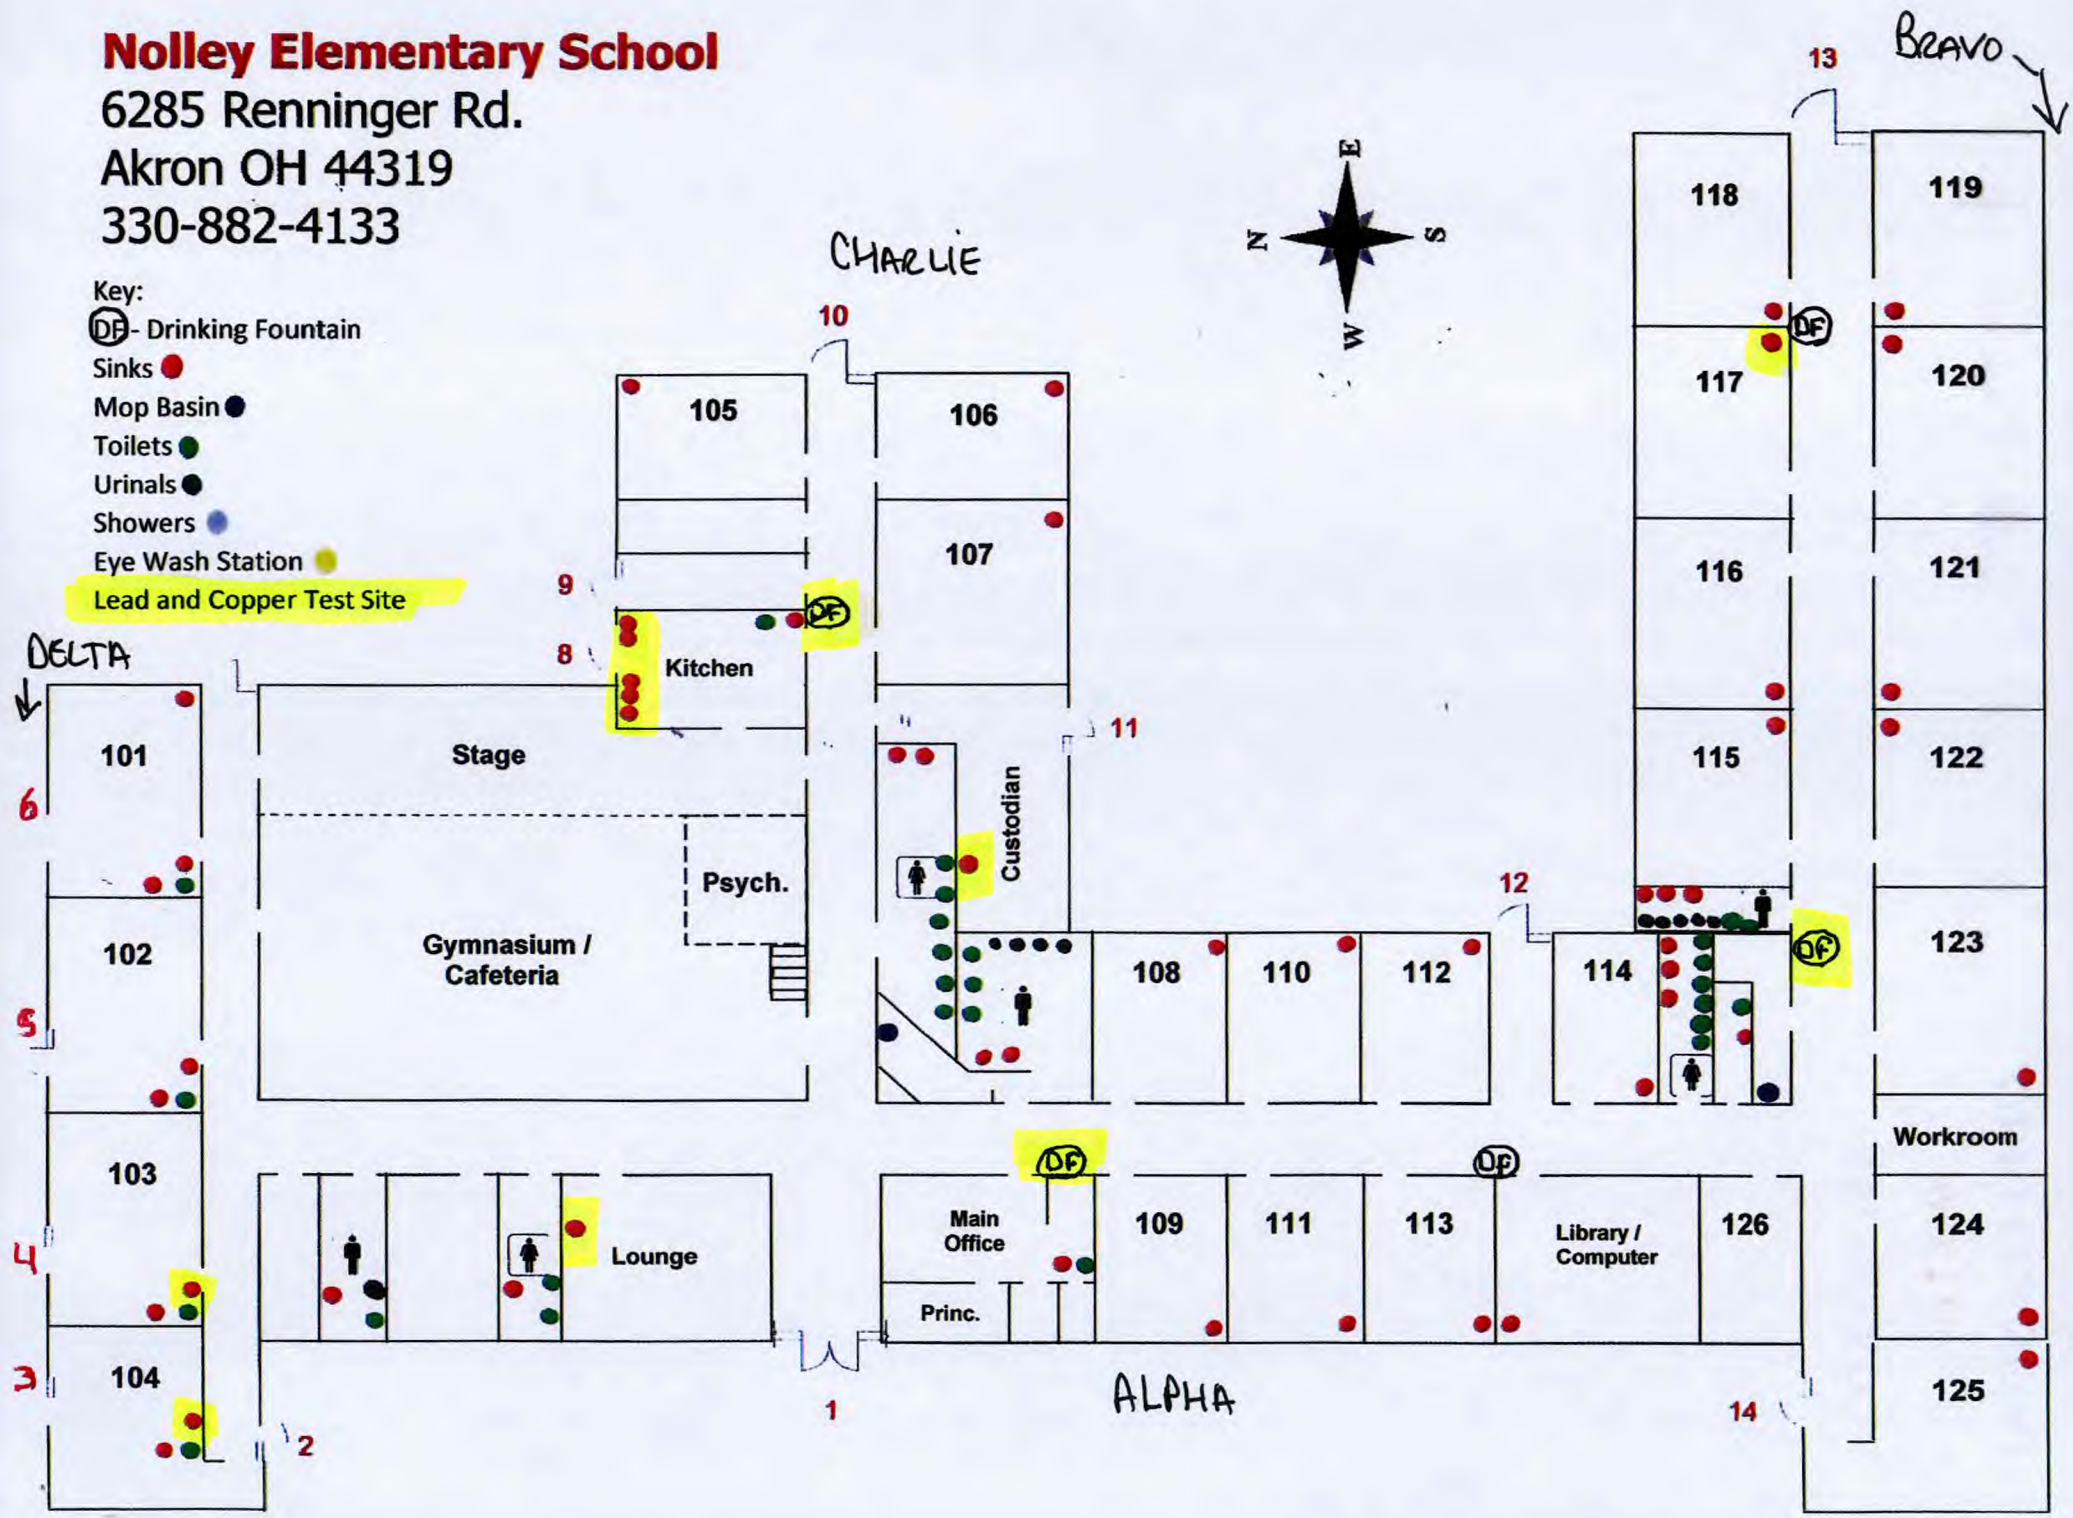 Nolley Elementary School
6285 Renninger Rd.
Akron OH 44319
330-882-4133
Key:
DF - Drinking Fountain
Sinks
Mop Basin
Toilets
Urinals
Showers
Eye Wash Station
Lead and Copper Test Site
BRAVO
13
E
N
S
W
CHARLIE
10
118
119
DF
117
120
105
106
107
116
121
9
DF
8
Kitchen
DELTA
101
Stage
11
115
122
6
Custodian
Psych.
12
102
Gymnasium /
Cafeteria
108
110
112
114
DF
123
5
Workroom
103
DF
DF
Main
Office
109
111
113
Library /
Computer
126
124
4
Lounge
Princ.
3
104
ALPHA
125
2
1
14